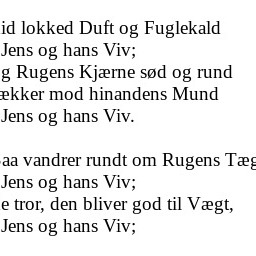 id lokked Duft og Fuglekald
Jens og hans Viv;
g Rugens Kjærne sød og rund
ækker mod hinandens Mund
Jens og hans Viv.

aa vandrer rundt om Rugens Tæg
Jens og hans Viv;
e tror, den bliver god til Vægt,
Jens og hans Viv;